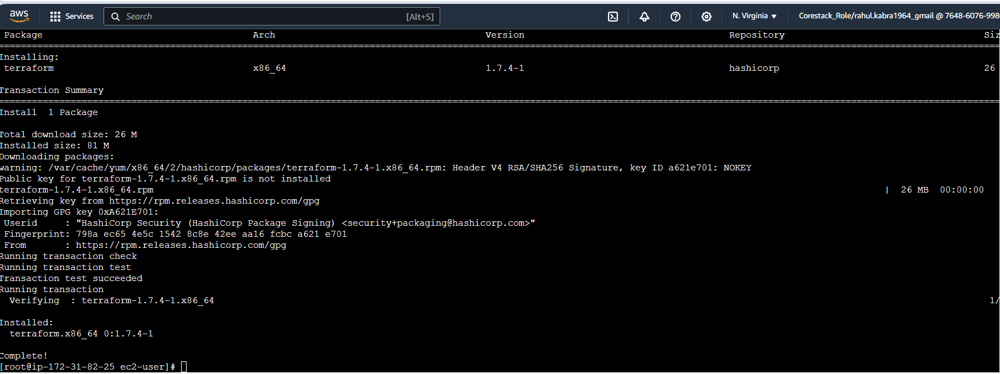 aws Services Search [Alt+S] N. Virginia Corestack_Role/rahul.kabra1964_gmail @ 7648-6076-998
Package Arch Version Repository Siz
================================================================================
Installing:
terraform x86_64 1.7.4-1 hashicorp 26
Transaction Summary
================================================================================
Install 1 Package
Total download size: 26 M
Installed size: 81 M
Downloading packages:
warning: /var/cache/yum/x86_64/2/hashicorp/packages/terraform-1.7.4-1.x86_64.rpm: Header V4 RSA/SHA256 Signature, key ID a621e701: NOKEY
Public key for terraform-1.7.4-1.x86_64.rpm is not installed
terraform-1.7.4-1.x86_64.rpm | 26 MB 00:00:00
Retrieving key from https://rpm.releases.hashicorp.com/gpg
Importing GPG key 0xA621E701:
Userid : "HashiCorp Security (HashiCorp Package Signing) <security+packaging@hashicorp.com>"
Fingerprint: 798a ec65 4e5c 1542 8c8e 42ee aa16 fcbc a621 e701
From : https://rpm.releases.hashicorp.com/gpg
Running transaction check
Running transaction test
Transaction test succeeded
Running transaction
Verifying : terraform-1.7.4-1.x86_64 1/
Installed:
terraform.x86_64 0:1.7.4-1
Complete!
[root@ip-172-31-82-25 ec2-user]#